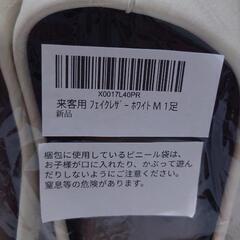 X0017L40PR
来客用 ﾌｪｲｸﾚｻﾞｰ ﾎﾜｲﾄ M 1足
新品
梱包に使用しているビニール袋は、
お子様が口に入れたり、かぶって遊ん
だりしないようにご注意ください。
窒息等の危険があります。